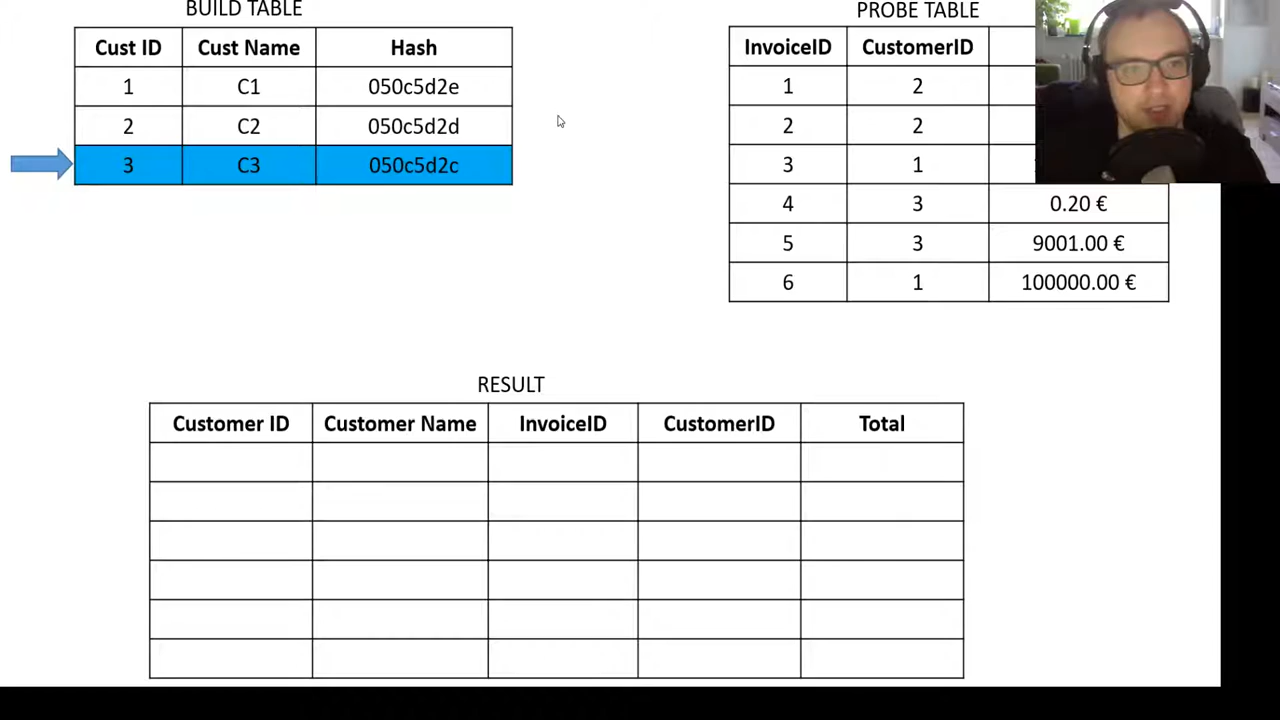 BUILD TABLE
Cust ID Cust Name Hash
1 C1 050c5d2e
2 C2 050c5d2d
3 C3 050c5d2c
PROBE TABLE
InvoiceID CustomerID
1 2
2 2
3 1
4 3 0.20 €
5 3 9001.00 €
6 1 100000.00 €
RESULT
Customer ID Customer Name InvoiceID CustomerID Total